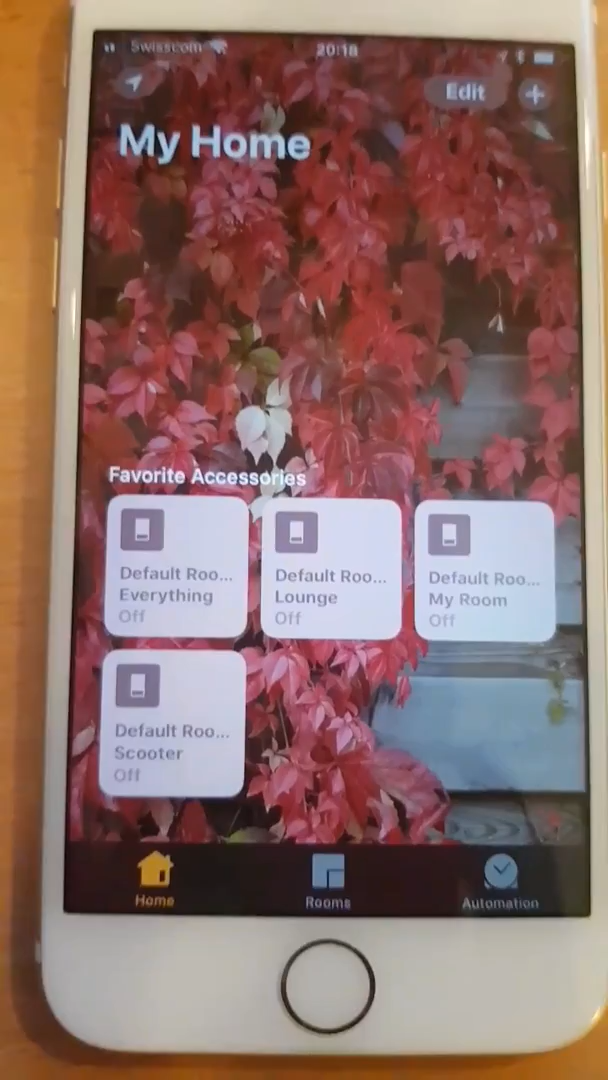 Swisscom 20:18
Edit +
My Home
Favorite Accessories
Default Roo... Default Roo... Default Roo...
Everything Lounge My Room
Off Off Off
Default Roo...
Scooter
Off
Home Rooms Automation